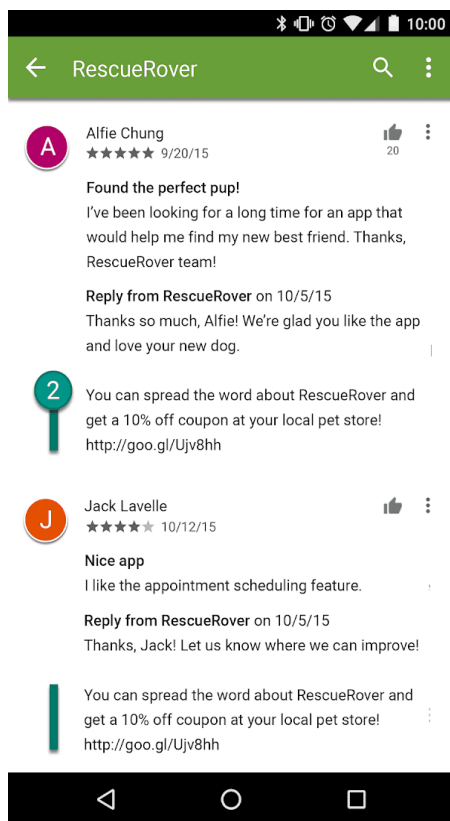 10:00
RescueRover
A
Alfie Chung
★★★★★ 9/20/15
20
Found the perfect pup!
I've been looking for a long time for an app that
would help me find my new best friend. Thanks,
RescueRover team!
Reply from RescueRover on 10/5/15
Thanks so much, Alfie! We're glad you like the app
and love your new dog.
2
You can spread the word about RescueRover and
get a 10% off coupon at your local pet store!
http://goo.gl/Ujv8hh
J
Jack Lavelle
★★★★★ 10/12/15
Nice app
I like the appointment scheduling feature.
Reply from RescueRover on 10/5/15
Thanks, Jack! Let us know where we can improve!
You can spread the word about RescueRover and
get a 10% off coupon at your local pet store!
http://goo.gl/Ujv8hh